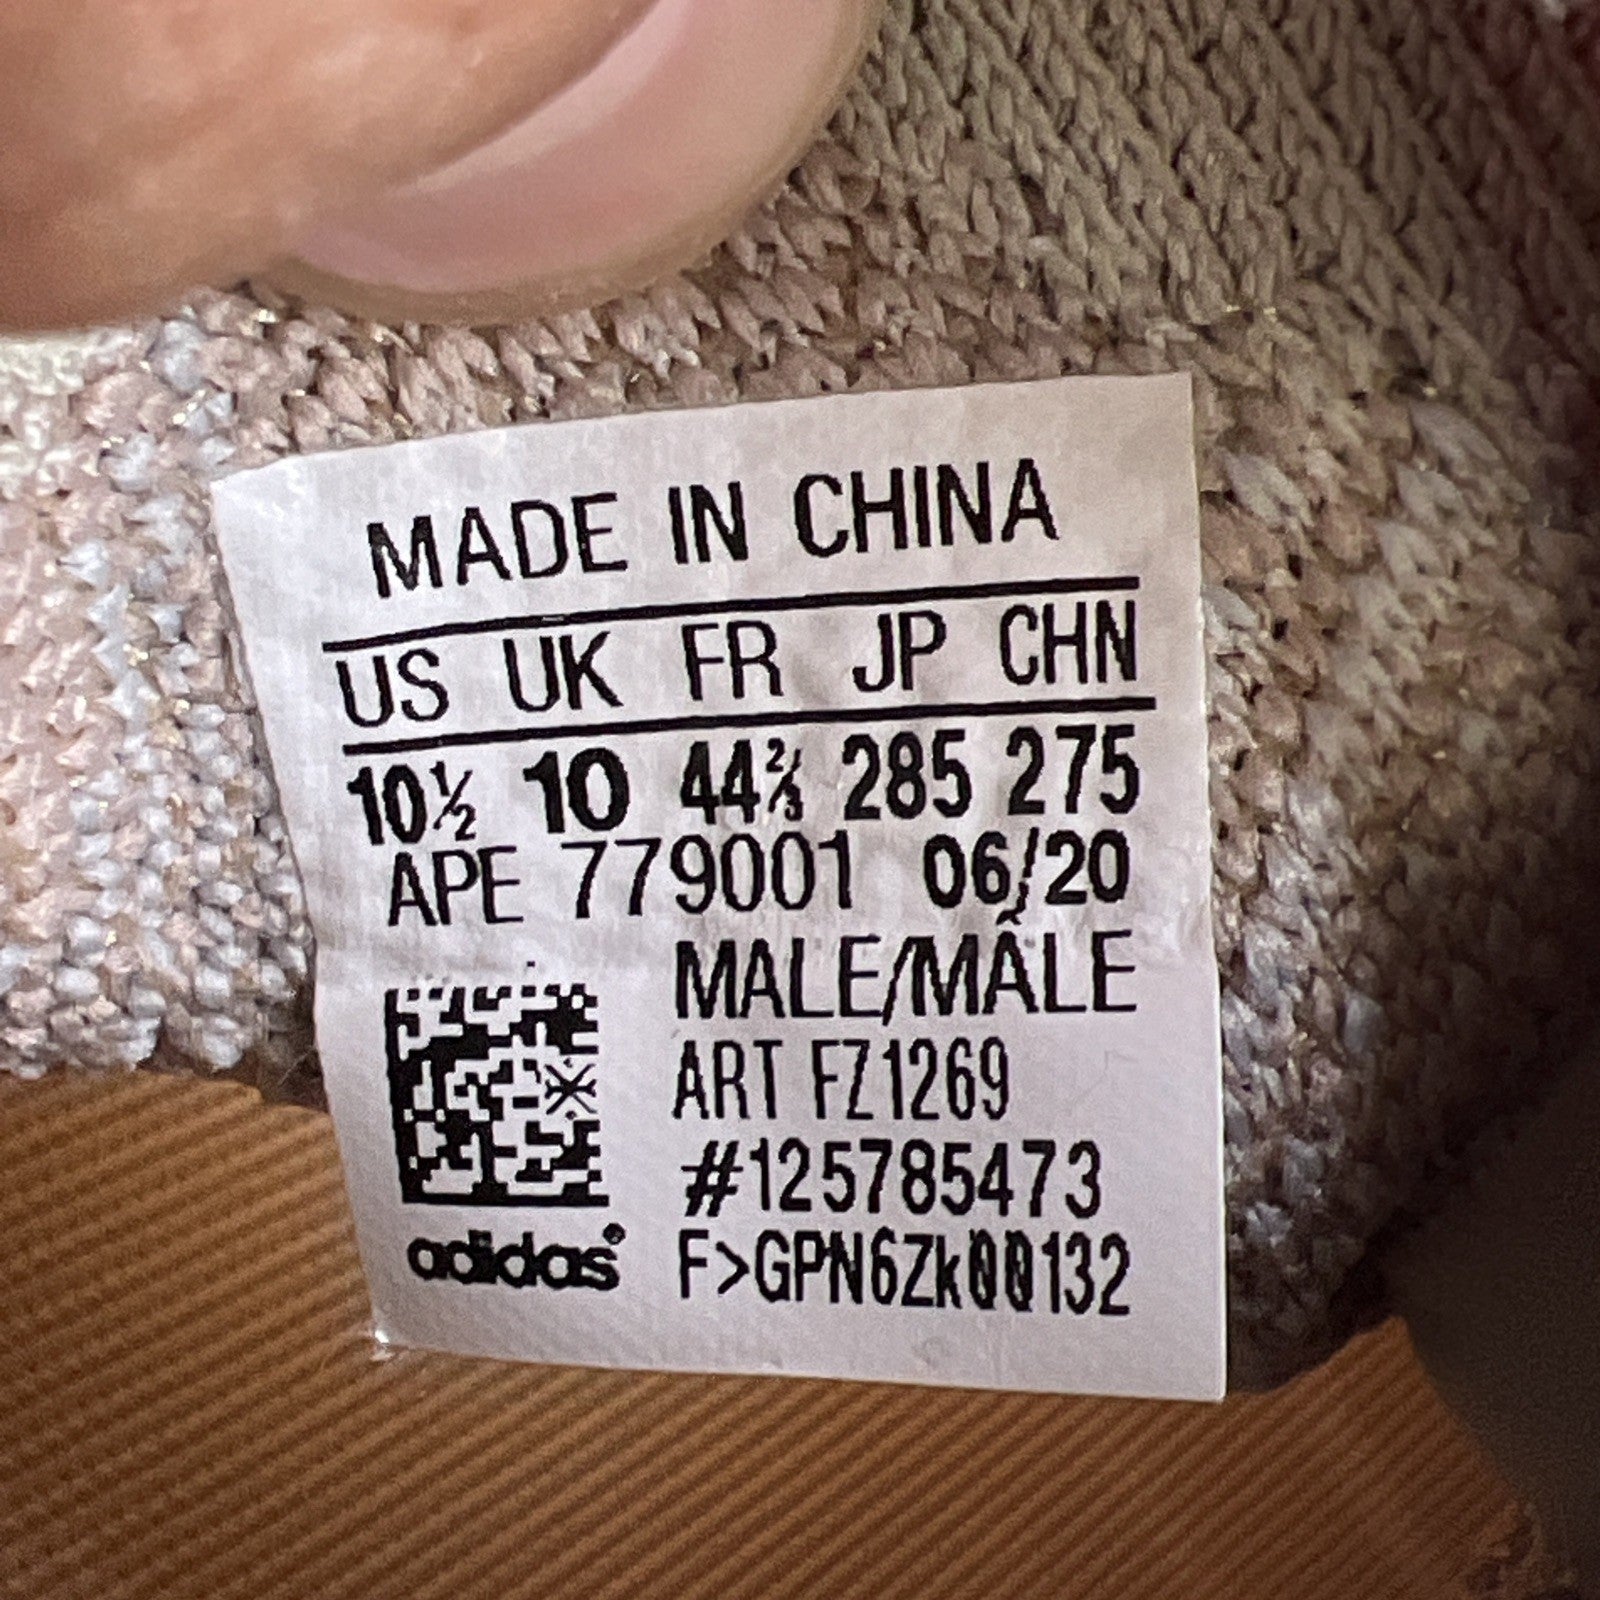 MADE IN CHINA
US UK FR JP CHN
10½ 10 44⅔ 285 275
APE 779001 06/20
MALE/MÂLE
ART FZ1269
#125785473
F>GPN6Zk00132
adidas®